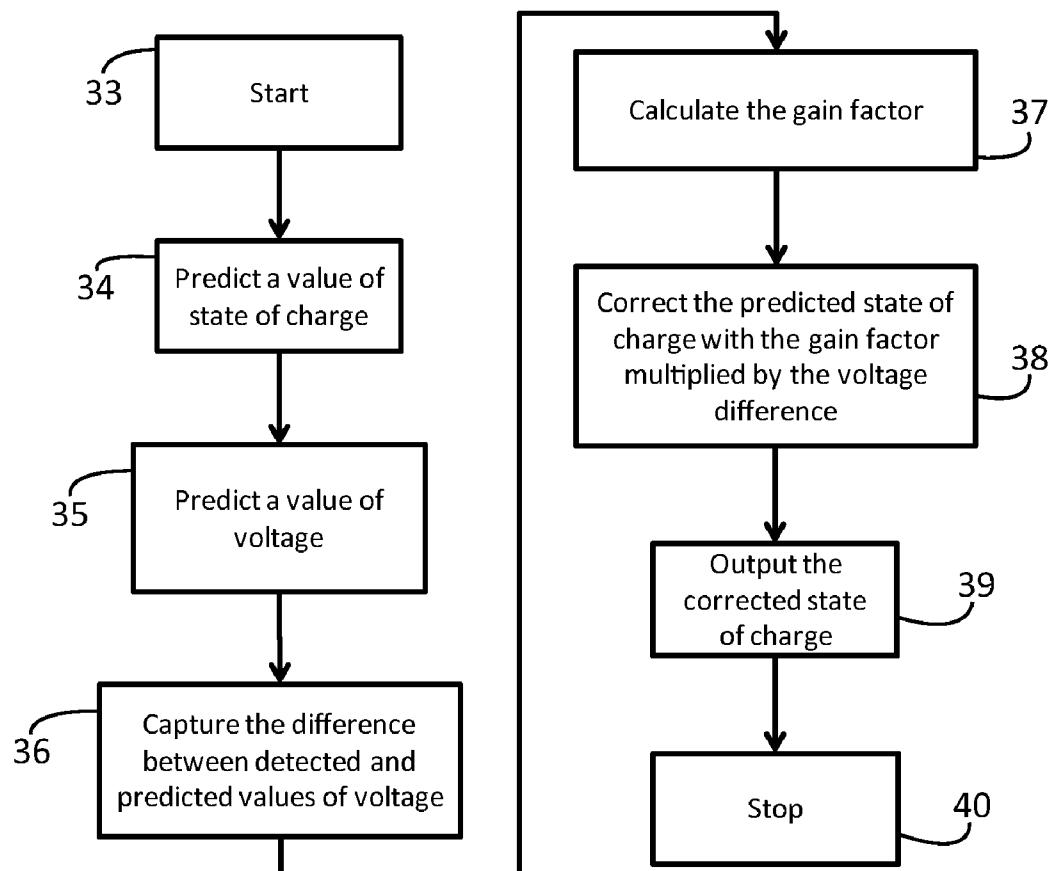 33
Start
34
Predict a value of
state of charge
35
Predict a value of
voltage
36
Capture the difference
between detected and
predicted values of voltage
Calculate the gain factor
37
Correct the predicted state of
charge with the gain factor
multiplied by the voltage
difference
38
Output the
corrected state
of charge
39
Stop
40